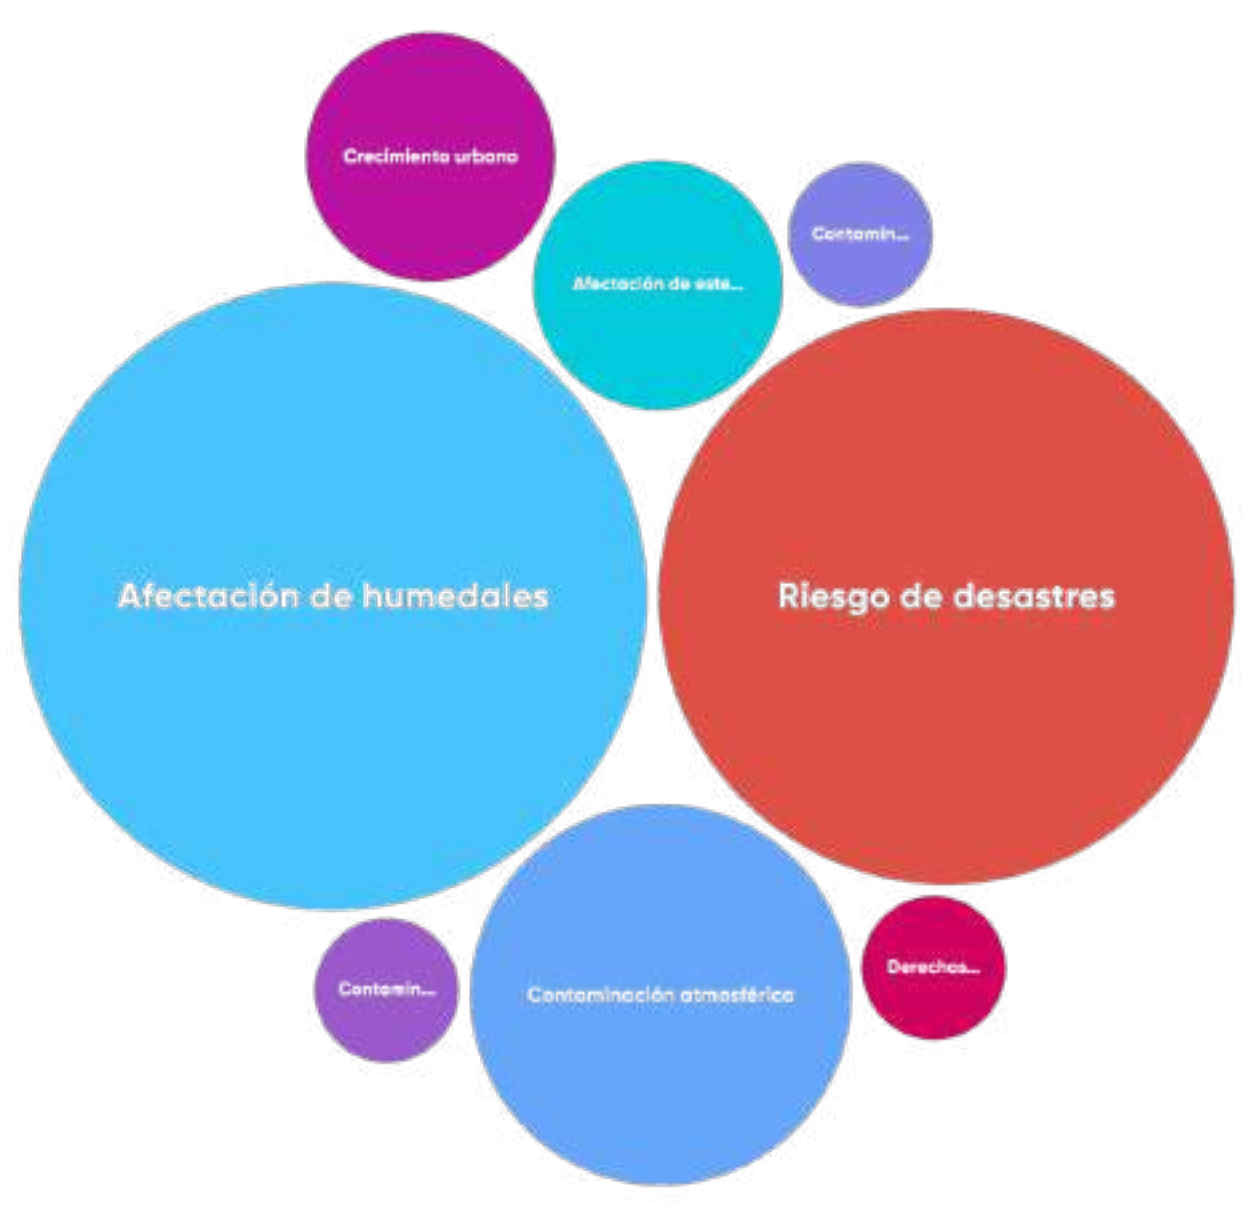 Crecimiento urbano
Afectación de este...
Contamin...
Afectación de humedales
Riesgo de desastres
Contamin...
Contaminación atmosférica
Derechos...